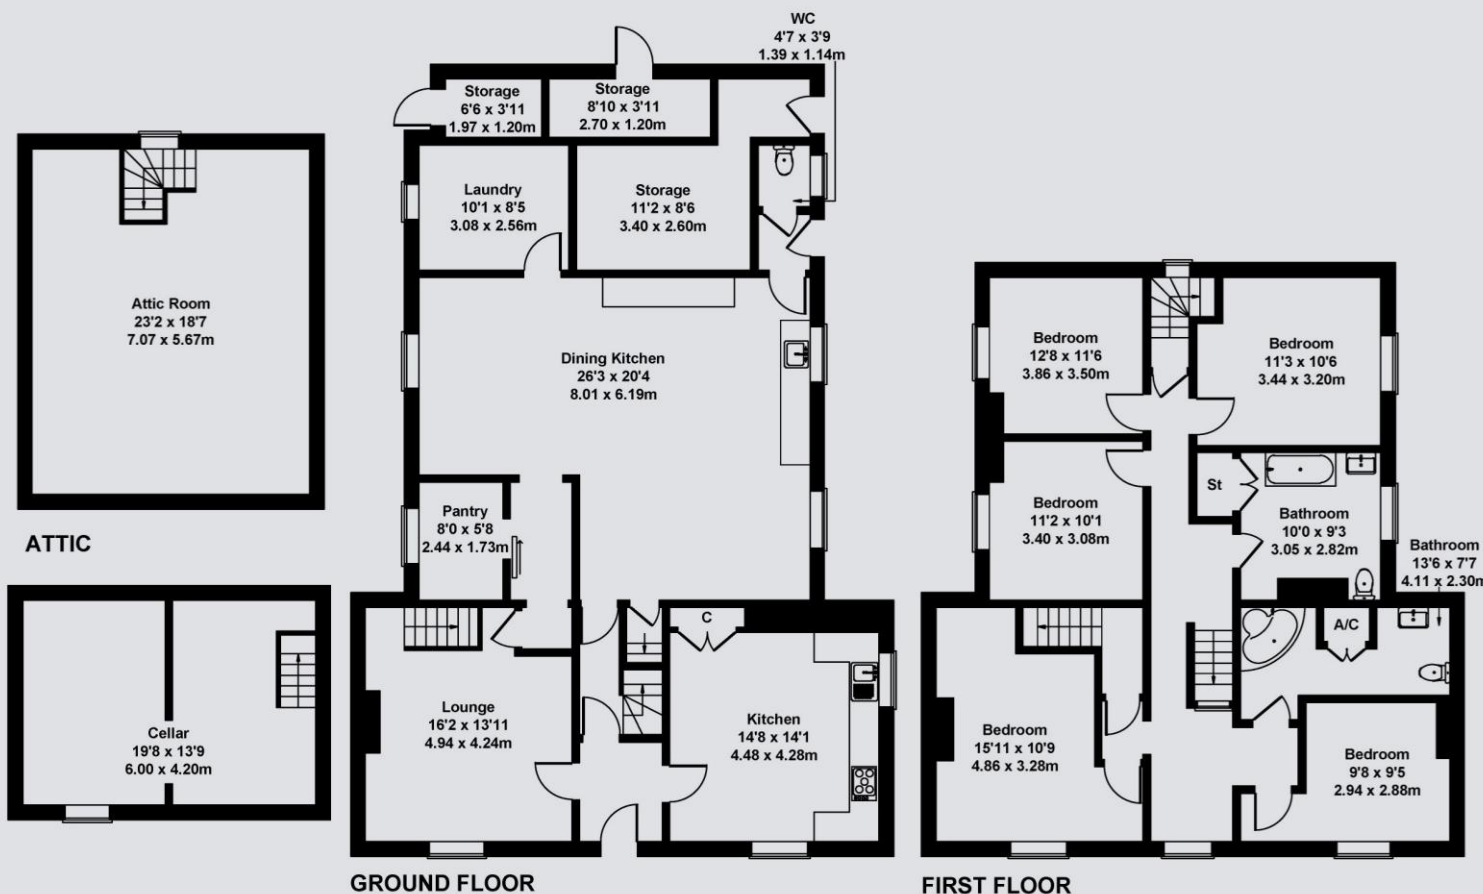 WC
4'7 x 3'9
1.39 x 1.14m
Storage
6'6 x 3'11
1.97 x 1.20m
Storage
8'10 x 3'11
2.70 x 1.20m
Laundry
10'1 x 8'5
3.08 x 2.56m
Storage
11'2 x 8'6
3.40 x 2.60m
Attic Room
23'2 x 18'7
7.07 x 5.67m
ATTIC
Dining Kitchen
26'3 x 20'4
8.01 x 6.19m
Pantry
8'0 x 5'8
2.44 x 1.73m
Cellar
19'8 x 13'9
6.00 x 4.20m
Lounge
16'2 x 13'11
4.94 x 4.24m
C
Kitchen
14'8 x 14'1
4.48 x 4.28m
GROUND FLOOR
Bedroom
12'8 x 11'6
3.86 x 3.50m
Bedroom
11'3 x 10'6
3.44 x 3.20m
Bedroom
11'2 x 10'1
3.40 x 3.08m
St
Bathroom
10'0 x 9'3
3.05 x 2.82m
Bathroom
13'6 x 7'7
4.11 x 2.30m
A/C
Bedroom
15'11 x 10'9
4.86 x 3.28m
Bedroom
9'8 x 9'5
2.94 x 2.88m
FIRST FLOOR